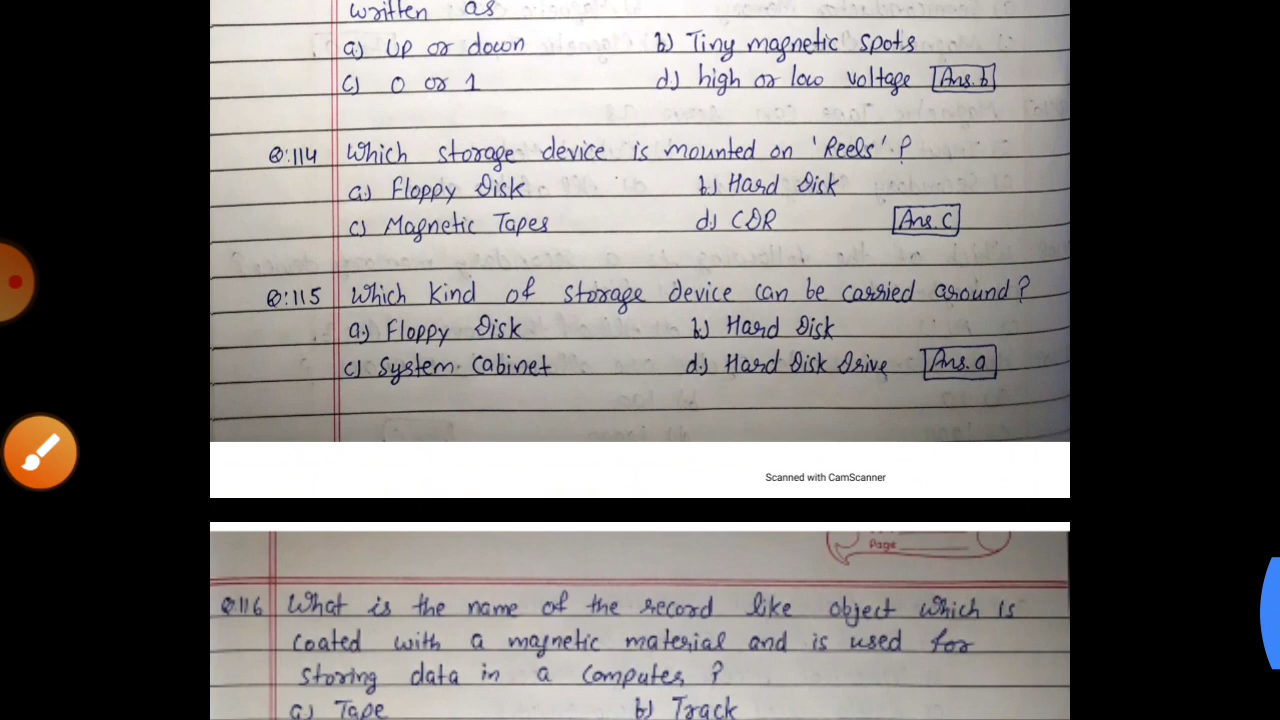 written as
a) Up or down b) Tiny magnetic spots
c) 0 or 1 d) high or low voltage Ans. b
Q:114 Which storage device is mounted on 'Reels'?
a) Floppy Disk b) Hard Disk
c) Magnetic Tapes d) CDR Ans. c
Q:115 Which kind of storage device can be carried around?
a) Floppy Disk b) Hard Disk
c) System Cabinet d) Hard Disk Drive Ans. a
Scanned with CamScanner
Page
Q116 What is the name of the record like object which is
coated with a magnetic material and is used for
storing data in a computer?
a) Tape b) Track